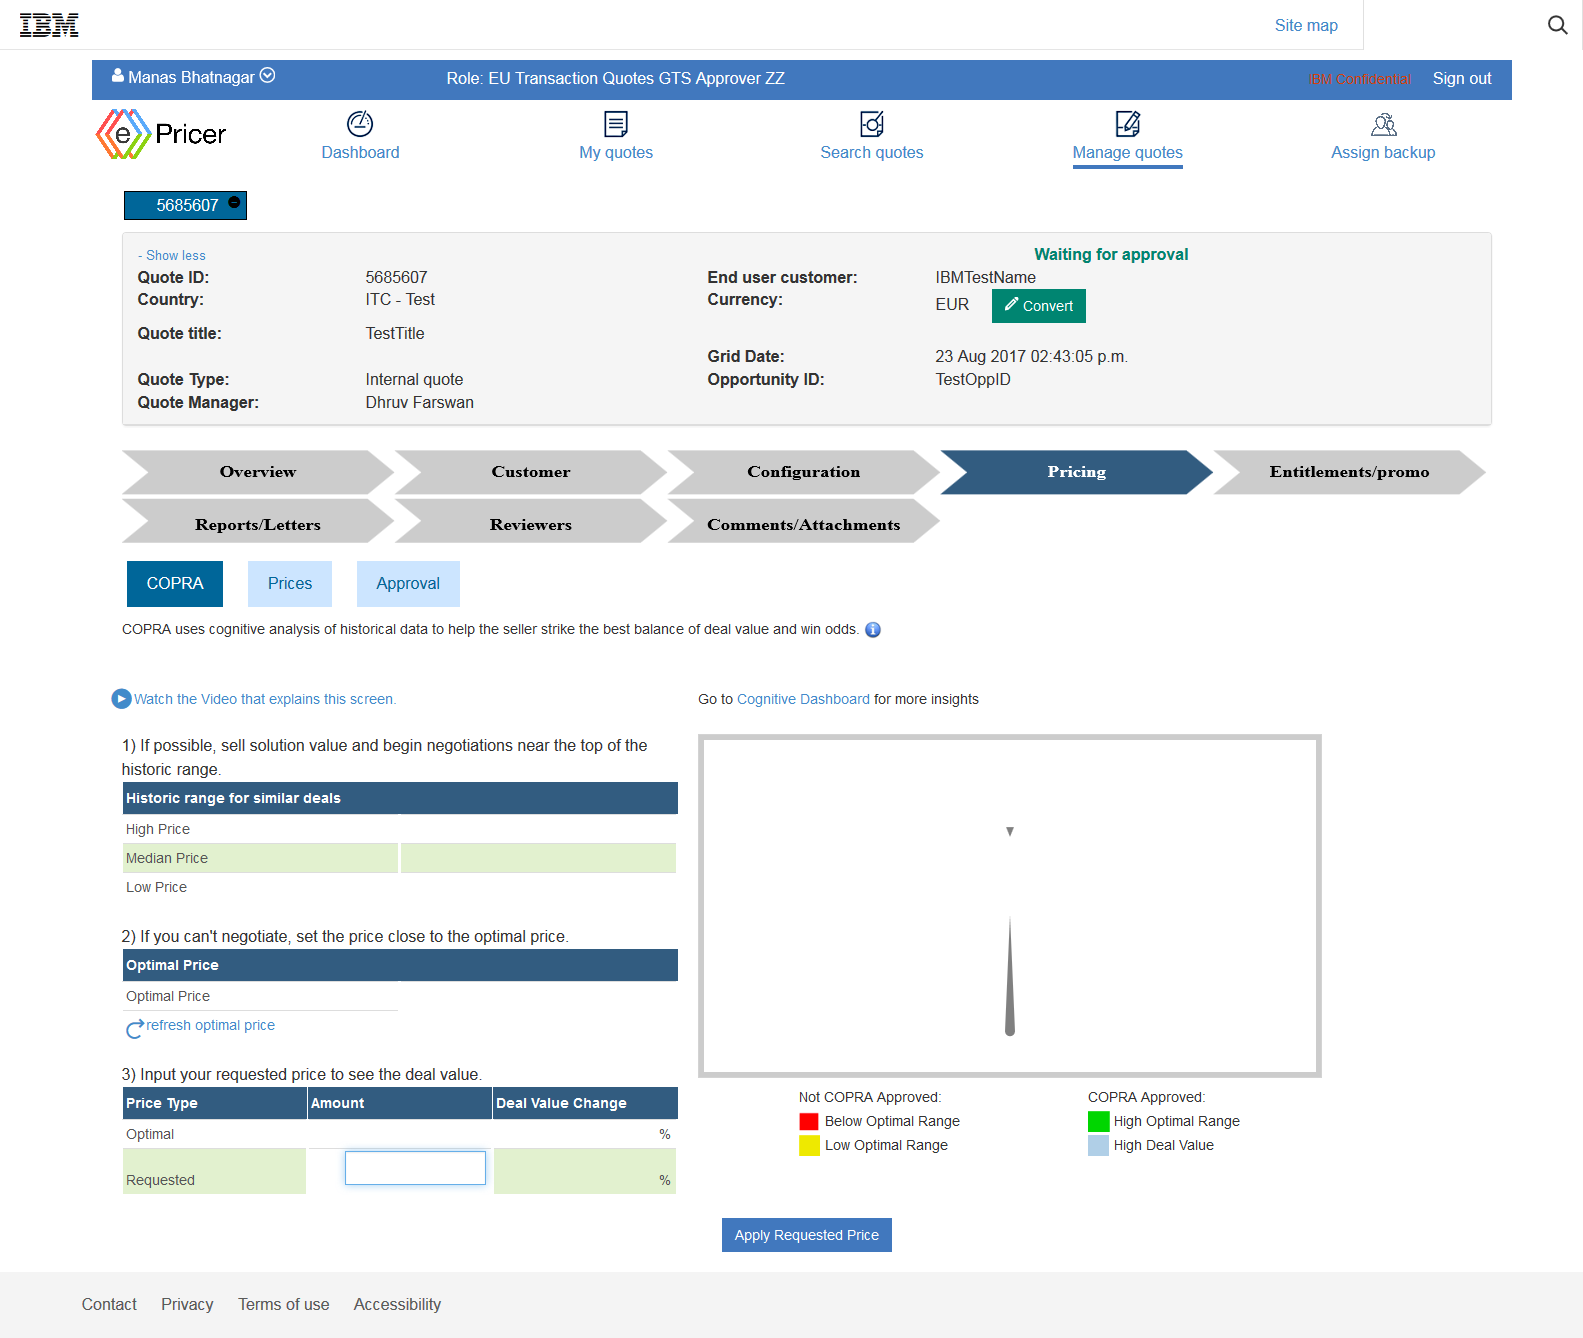 IBM
Site map
Manas Bhatnagar
Role: EU Transaction Quotes GTS Approver ZZ
IBM Confidential
Sign out
e Pricer
Dashboard
My quotes
Search quotes
Manage quotes
Assign backup
5685607
- Show less
Waiting for approval
Quote ID: 5685607
End user customer: IBMTestName
Country: ITC - Test
Currency: EUR Convert
Quote title: TestTitle
Grid Date: 23 Aug 2017 02:43:05 p.m.
Quote Type: Internal quote
Opportunity ID: TestOppID
Quote Manager: Dhruv Farswan
Overview
Customer
Configuration
Pricing
Entitlements/promo
Reports/Letters
Reviewers
Comments/Attachments
COPRA
Prices
Approval
COPRA uses cognitive analysis of historical data to help the seller strike the best balance of deal value and win odds.
Watch the Video that explains this screen.
Go to Cognitive Dashboard for more insights
1) If possible, sell solution value and begin negotiations near the top of the
historic range.
Historic range for similar deals
High Price
Median Price
Low Price
2) If you can't negotiate, set the price close to the optimal price.
Optimal Price
Optimal Price
refresh optimal price
3) Input your requested price to see the deal value.
Price Type Amount Deal Value Change
Optimal %
Requested %
Not COPRA Approved:
Below Optimal Range
Low Optimal Range
COPRA Approved:
High Optimal Range
High Deal Value
Apply Requested Price
Contact Privacy Terms of use Accessibility